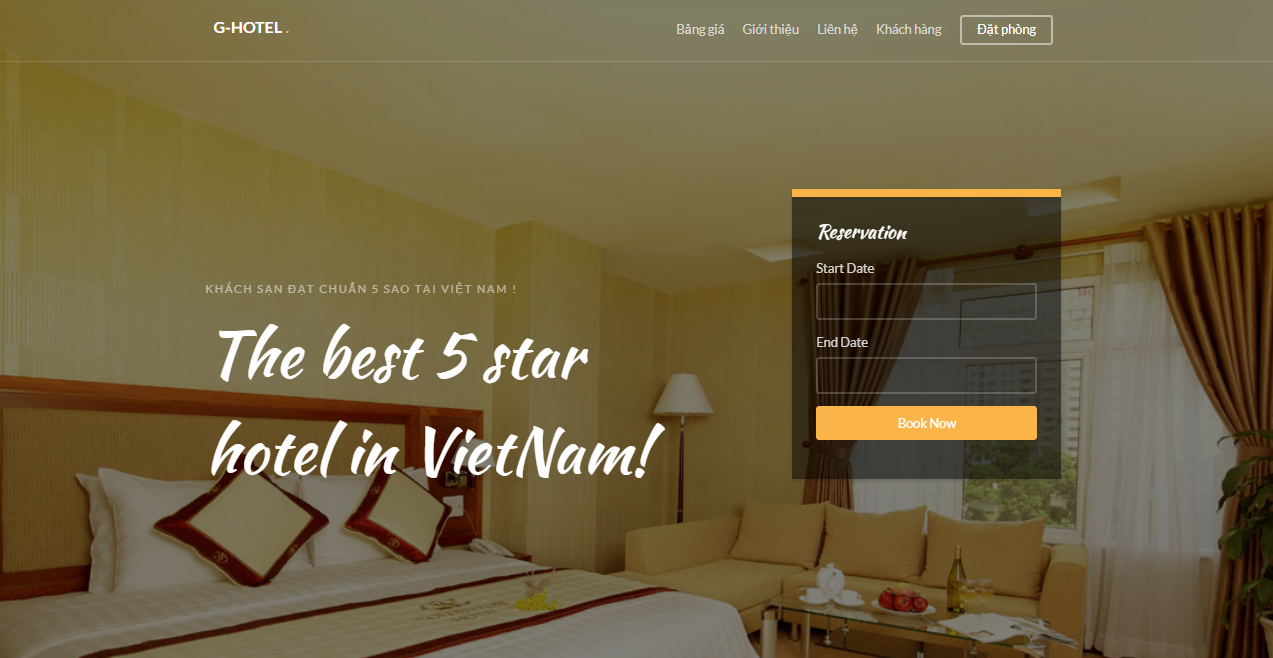 G-HOTEL .
Bảng giá Giới thiệu Liên hệ Khách hàng Đặt phòng
Reservation
Start Date
KHÁCH SẠN ĐẠT CHUẨN 5 SAO TẠI VIỆT NAM !
The best 5 star
End Date
hotel in VietNam!
Book Now
HOTEL